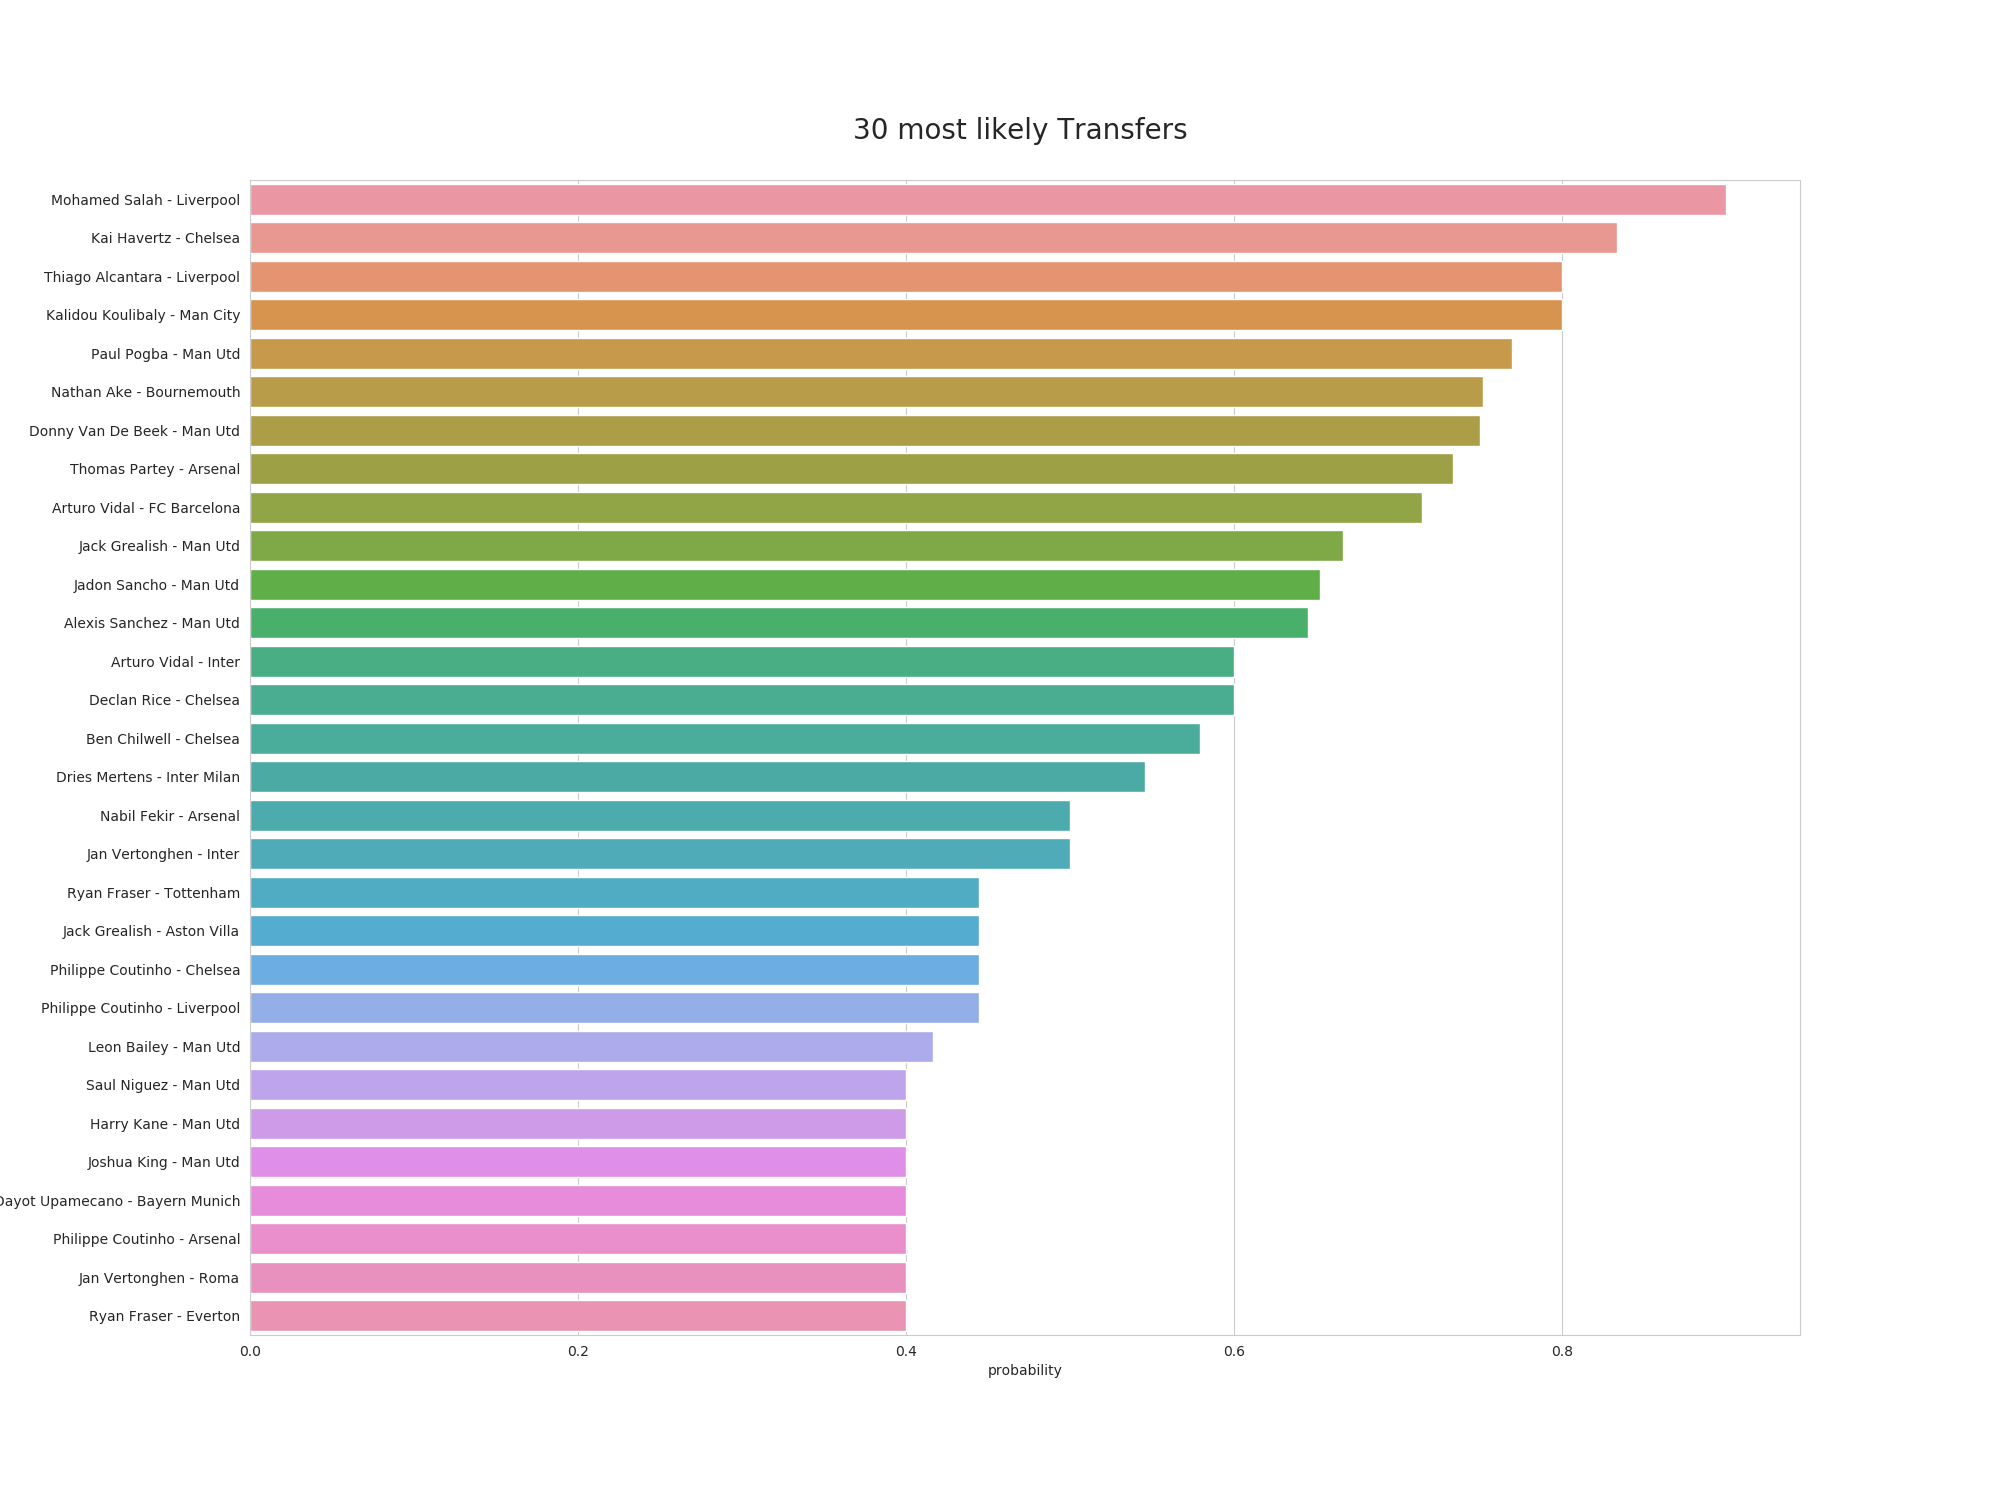 30 most likely Transfers
Mohamed Salah - Liverpool
Kai Havertz - Chelsea
Thiago Alcantara - Liverpool
Kalidou Koulibaly - Man City
Paul Pogba - Man Utd
Nathan Ake - Bournemouth
Donny Van De Beek - Man Utd
Thomas Partey - Arsenal
Arturo Vidal - FC Barcelona
Jack Grealish - Man Utd
Jadon Sancho - Man Utd
Alexis Sanchez - Man Utd
Arturo Vidal - Inter
Declan Rice - Chelsea
Ben Chilwell - Chelsea
Dries Mertens - Inter Milan
Nabil Fekir - Arsenal
Jan Vertonghen - Inter
Ryan Fraser - Tottenham
Jack Grealish - Aston Villa
Philippe Coutinho - Chelsea
Philippe Coutinho - Liverpool
Leon Bailey - Man Utd
Saul Niguez - Man Utd
Harry Kane - Man Utd
Joshua King - Man Utd
Dayot Upamecano - Bayern Munich
Philippe Coutinho - Arsenal
Jan Vertonghen - Roma
Ryan Fraser - Everton
0.0 0.2 0.4 0.6 0.8
probability